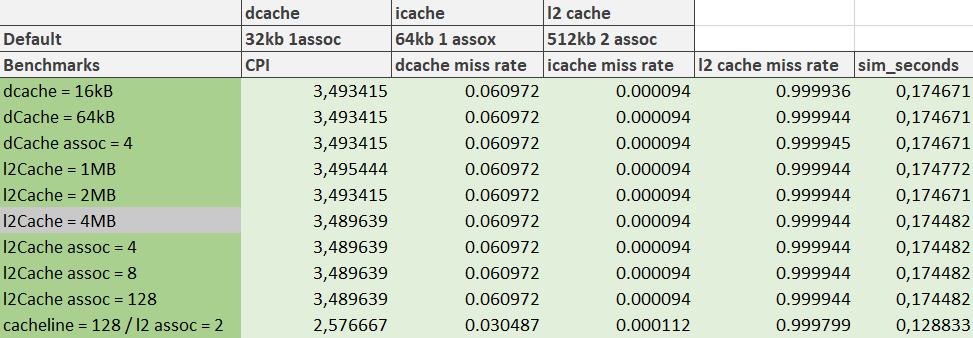 dcache icache l2 cache
Default 32kb 1assoc 64kb 1 assox 512kb 2 assoc
Benchmarks CPI dcache miss rate icache miss rate l2 cache miss rate sim_seconds
dcache = 16kB 3,493415 0.060972 0.000094 0.999936 0,174671
dCache = 64kB 3,493415 0.060972 0.000094 0.999944 0,174671
dCache assoc = 4 3,493415 0.060972 0.000094 0.999945 0,174671
l2Cache = 1MB 3,495444 0.060972 0.000094 0.999944 0,174772
l2Cache = 2MB 3,493415 0.060972 0.000094 0.999944 0,174671
l2Cache = 4MB 3,489639 0.060972 0.000094 0.999944 0,174482
l2Cache assoc = 4 3,489639 0.060972 0.000094 0.999944 0,174482
l2Cache assoc = 8 3,489639 0.060972 0.000094 0.999944 0,174482
l2Cache assoc = 128 3,489639 0.060972 0.000094 0.999944 0,174482
cacheline = 128 / l2 assoc = 2 2,576667 0.030487 0.000112 0.999799 0,128833